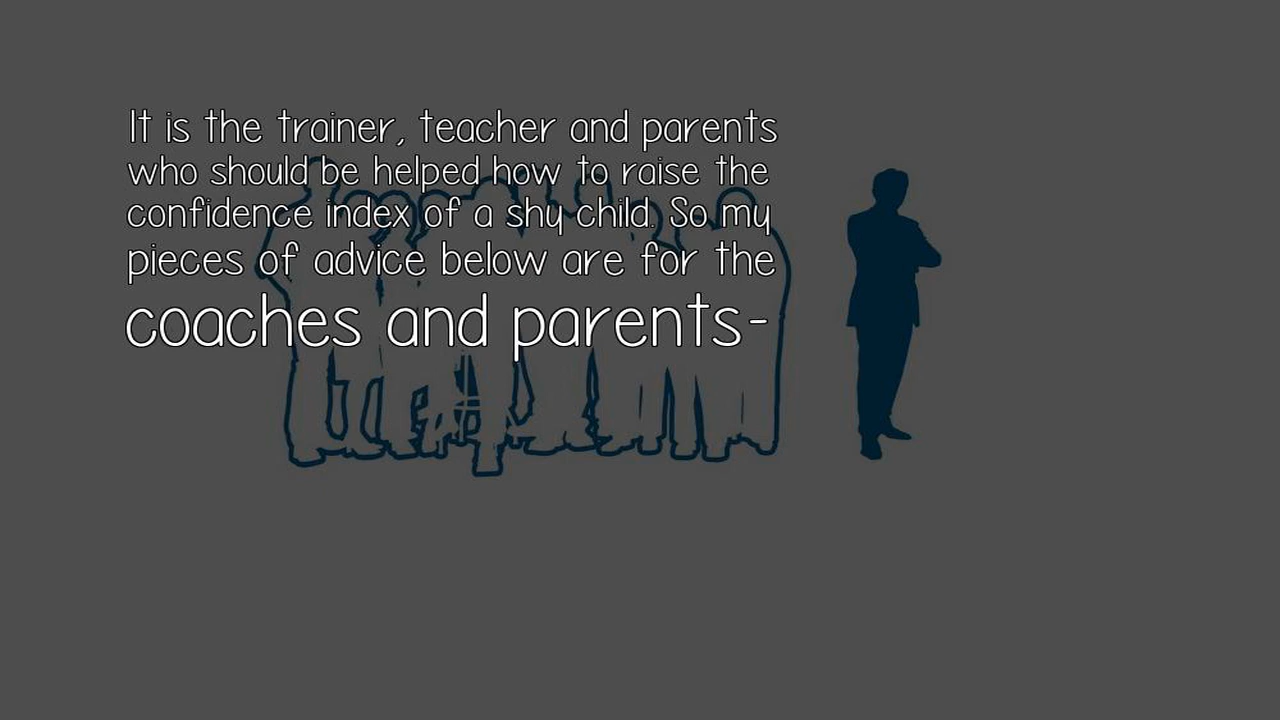 It is the trainer, teacher and parents
who should be helped how to raise the
confidence index of a shy child. So my
pieces of advice below are for the
coaches and parents-